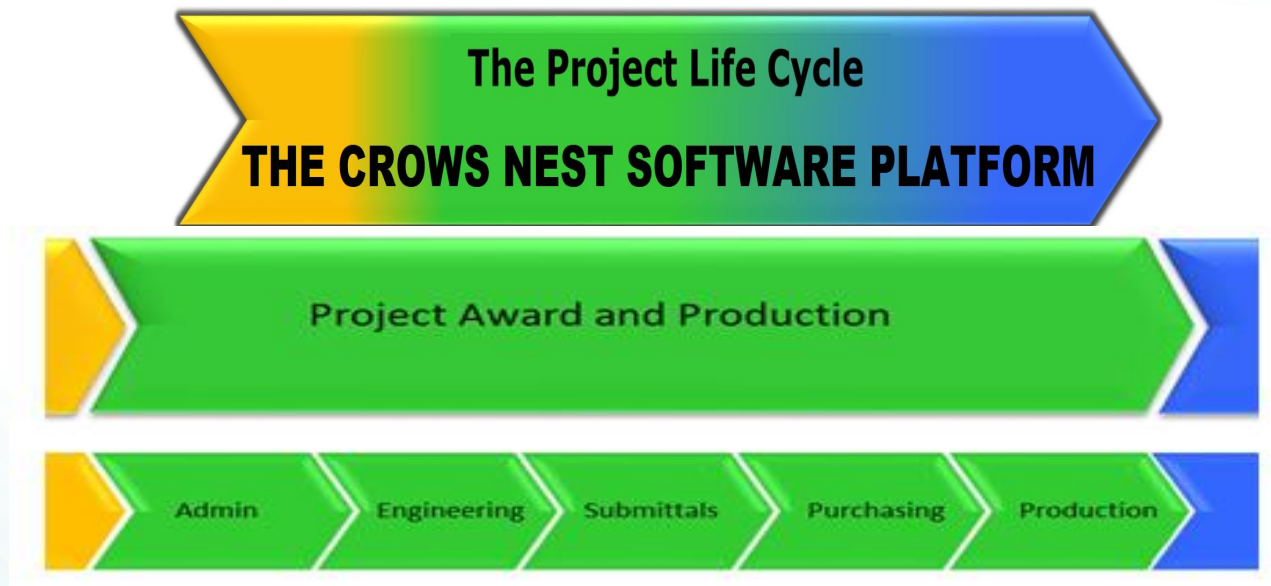 The Project Life Cycle
THE CROWS NEST SOFTWARE PLATFORM
Project Award and Production
Admin Engineering Submittals Purchasing Production